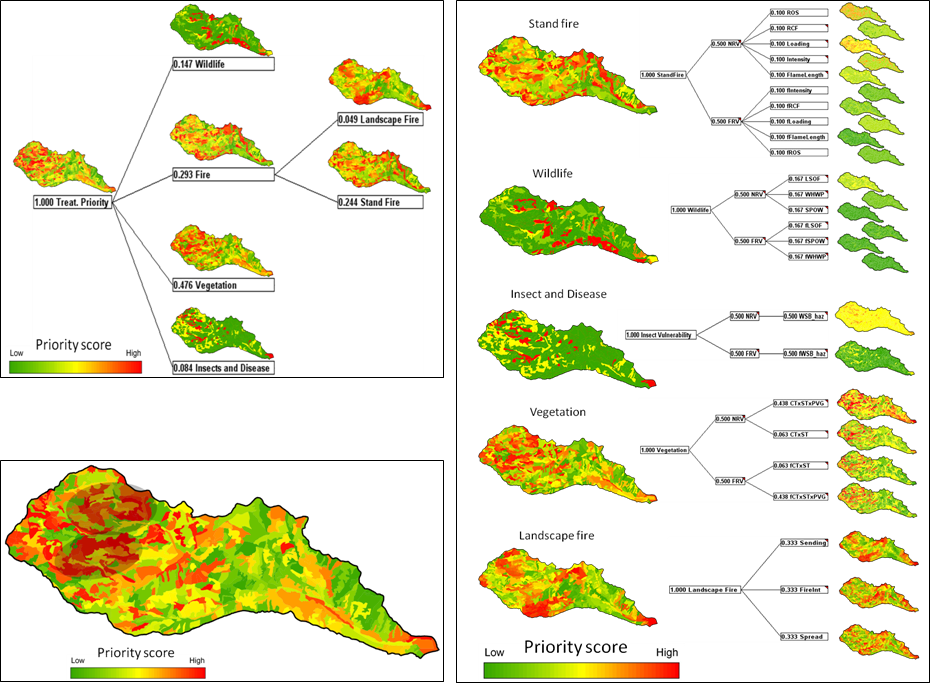 0.147 Wildlife
0.049 Landscape Fire
0.293 Fire
1.000 Treat. Priority
0.244 Stand Fire
0.476 Vegetation
Priority score
Low
High
0.084 Insects and Disease
Priority score
Low
High
Stand fire
0.100 ROS
0.100 RCF
0.500 NRV
0.100 Loading
0.100 Intensity
1.000 StandFire
0.100 FlameLength
0.100 fIntensity
0.100 fRCF
0.500 FRV
0.100 fLoading
0.100 fFlameLength
0.100 fROS
Wildlife
0.167 LSOF
0.500 NRV
0.167 WHWP
1.000 Wildlife
0.167 SPOW
0.167 fLSOF
0.500 FRV
0.167 fSPOW
0.167 fWHWP
Insect and Disease
0.500 NRV
0.500 WSB_haz
1.000 Insect Vulnerability
0.500 FRV
0.500 fWSB_haz
Vegetation
0.438 CTxSTxPVG
0.500 NRV
0.063 CTxST
1.000 Vegetation
0.063 fCTxST
0.500 FRV
0.438 fCTxSTxPVG
Landscape fire
0.333 Sending
1.000 Landscape Fire
0.333 FireInt
0.333 Spread
Priority score
Low
High